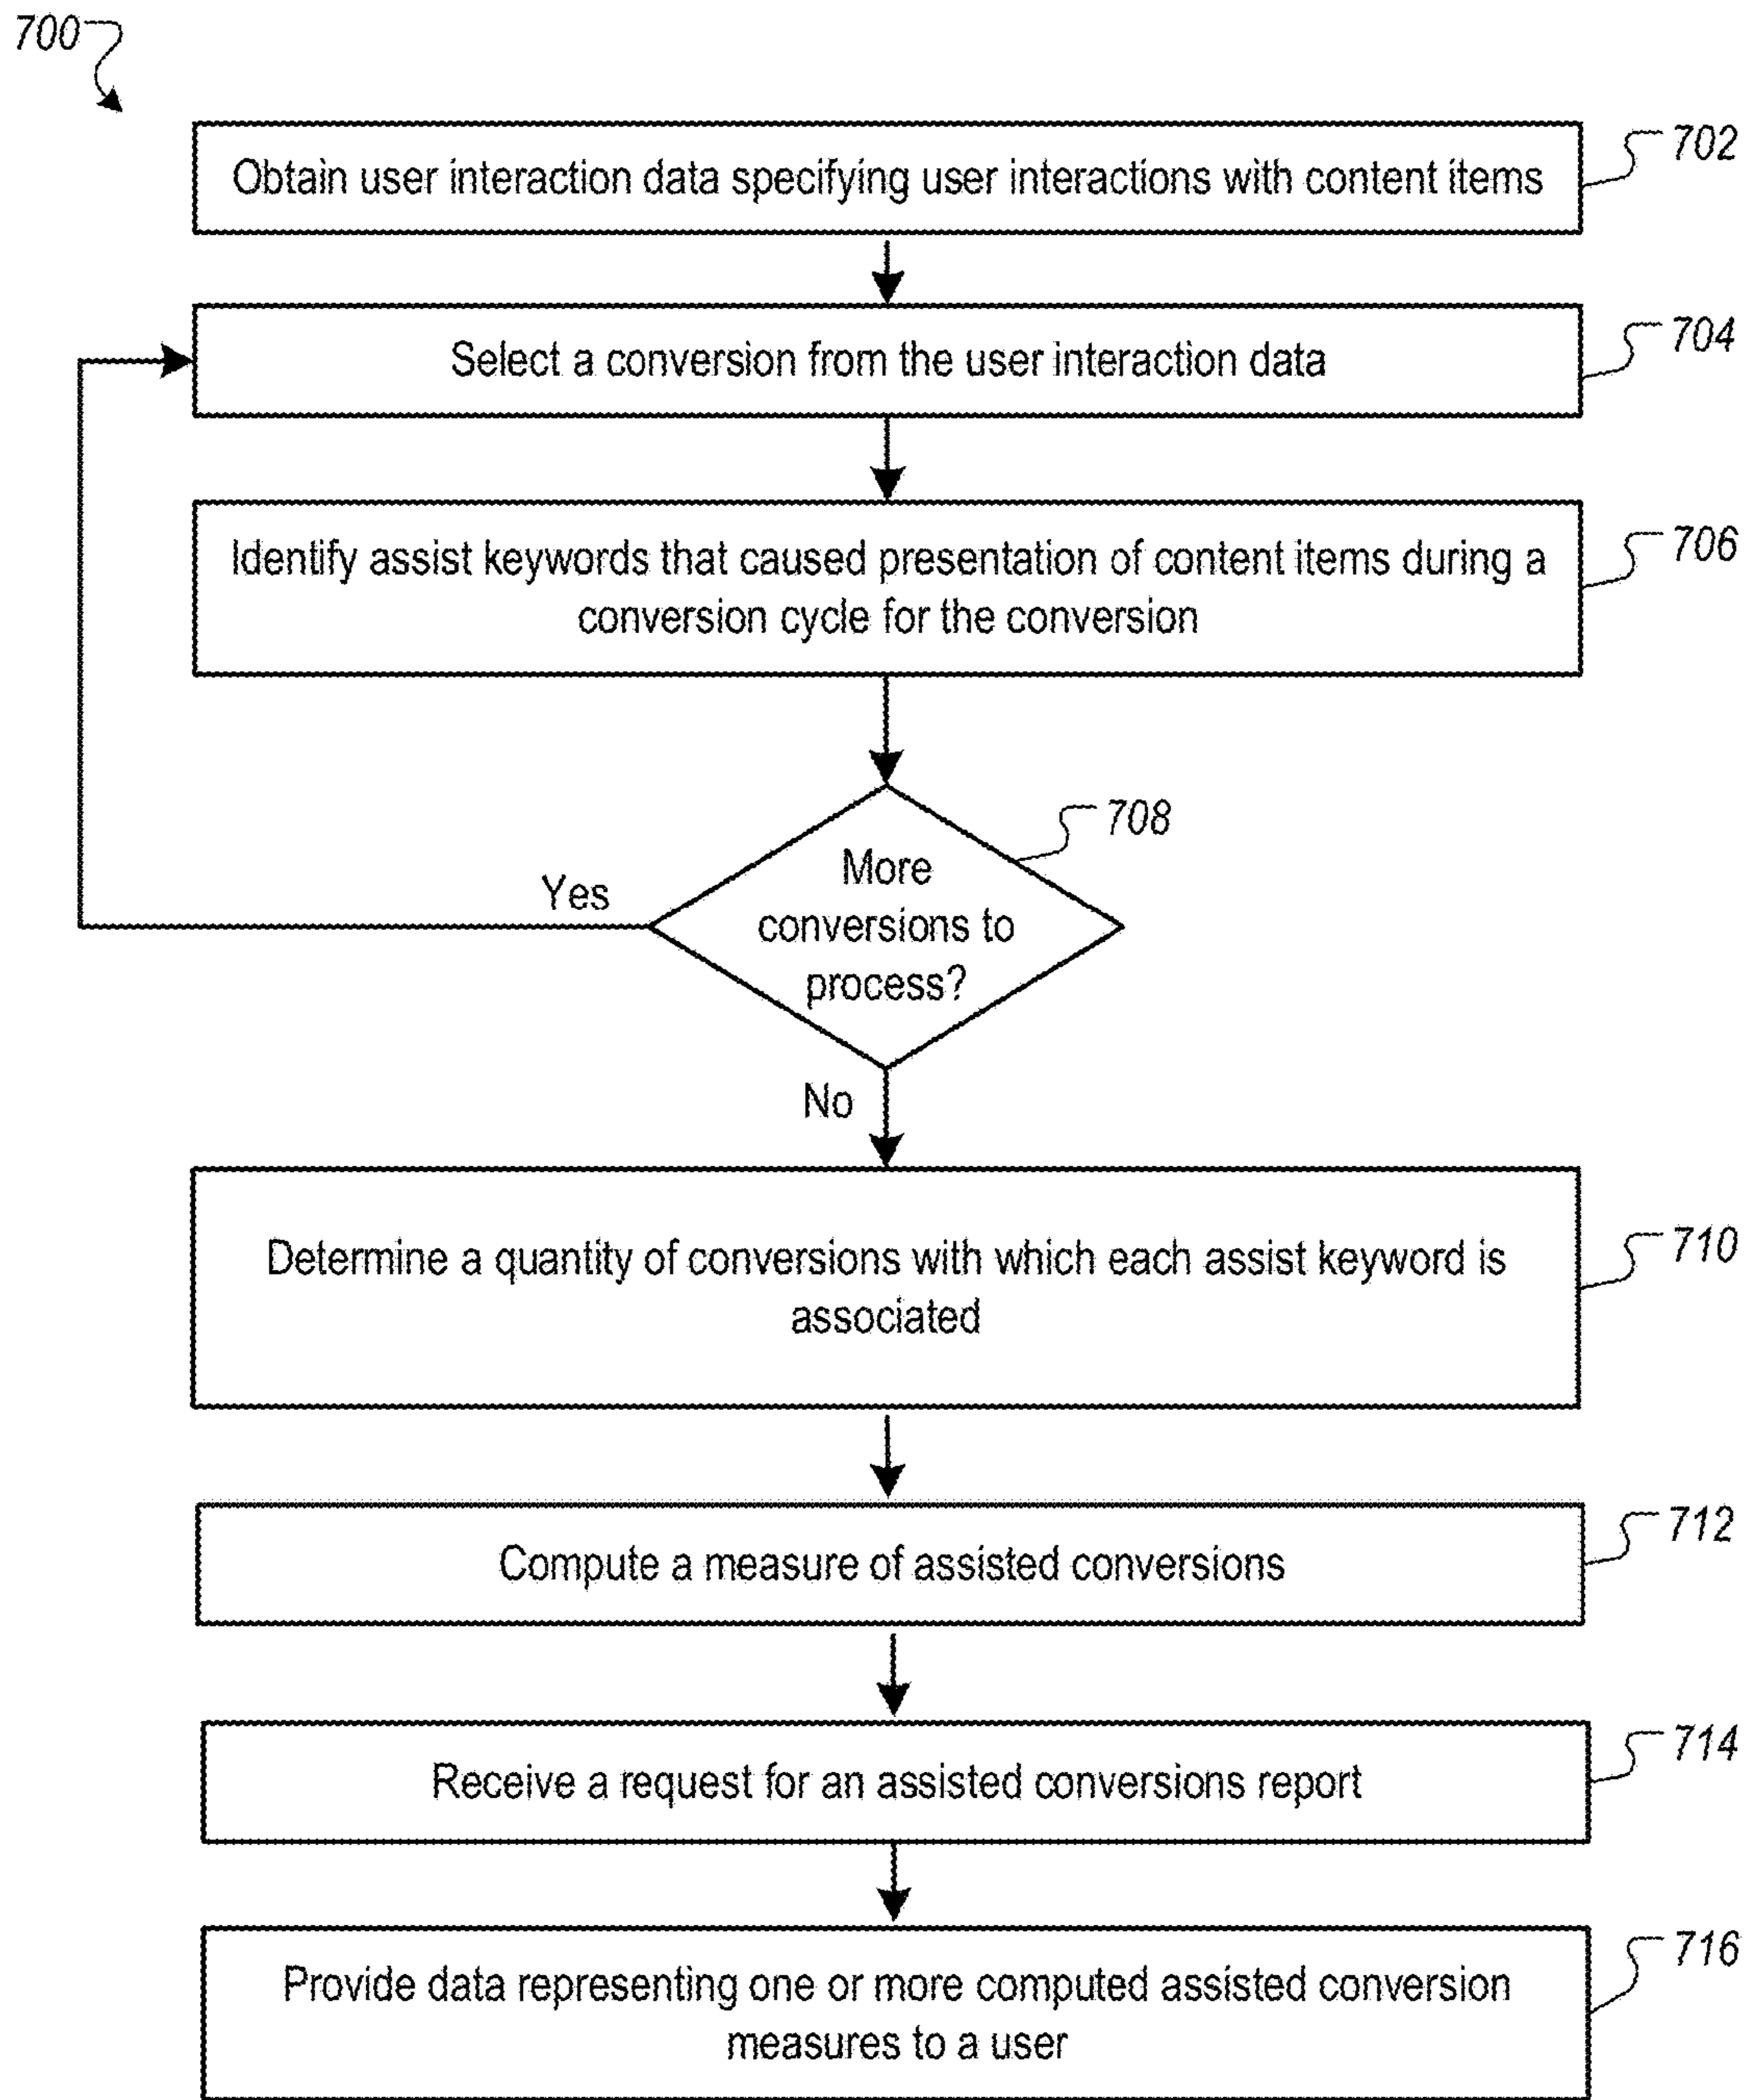 700
Obtain user interaction data specifying user interactions with content items
702
Select a conversion from the user interaction data
704
Identify assist keywords that caused presentation of content items during a
conversion cycle for the conversion
706
More
conversions to
process?
708
Yes
No
Determine a quantity of conversions with which each assist keyword is
associated
710
Compute a measure of assisted conversions
712
Receive a request for an assisted conversions report
714
Provide data representing one or more computed assisted conversion
measures to a user
716